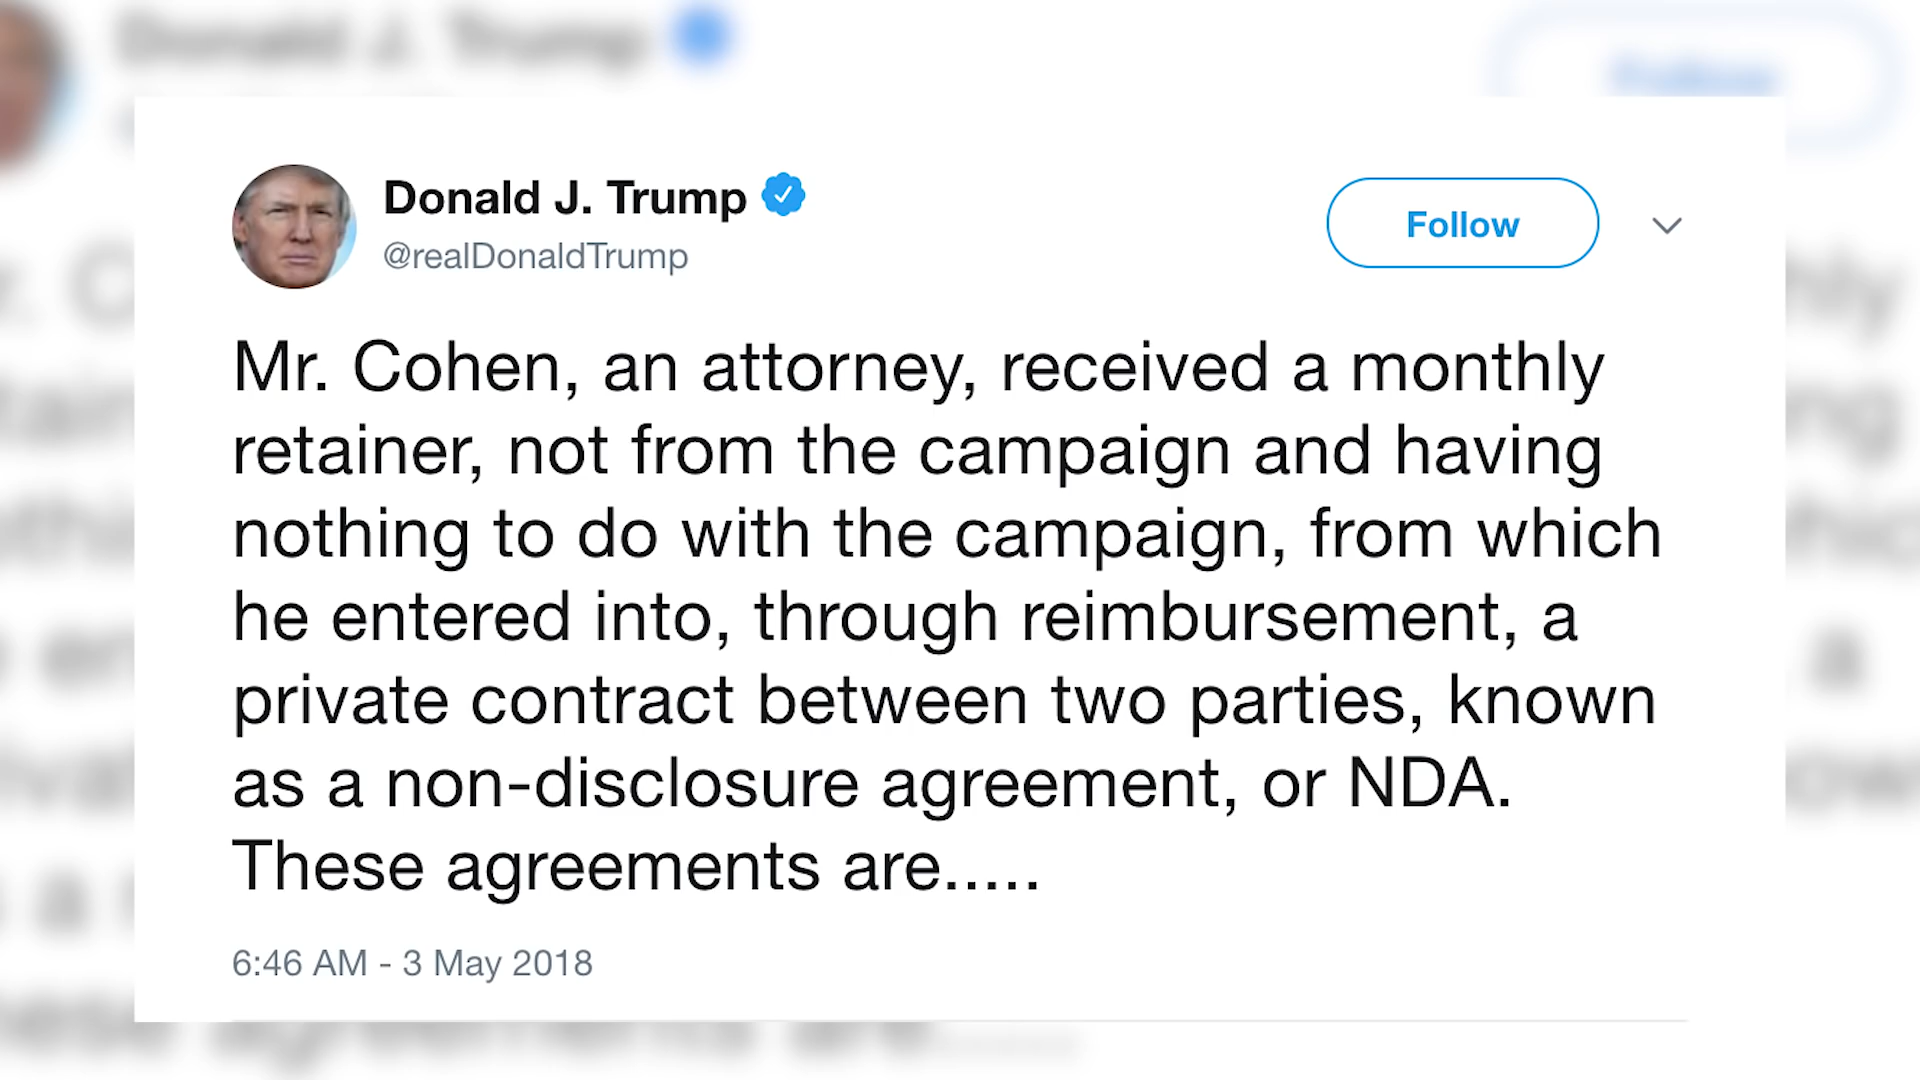 Donald J. Trump
@realDonaldTrump
Follow
Mr. Cohen, an attorney, received a monthly
retainer, not from the campaign and having
nothing to do with the campaign, from which
he entered into, through reimbursement, a
private contract between two parties, known
as a non-disclosure agreement, or NDA.
These agreements are.....
6:46 AM - 3 May 2018